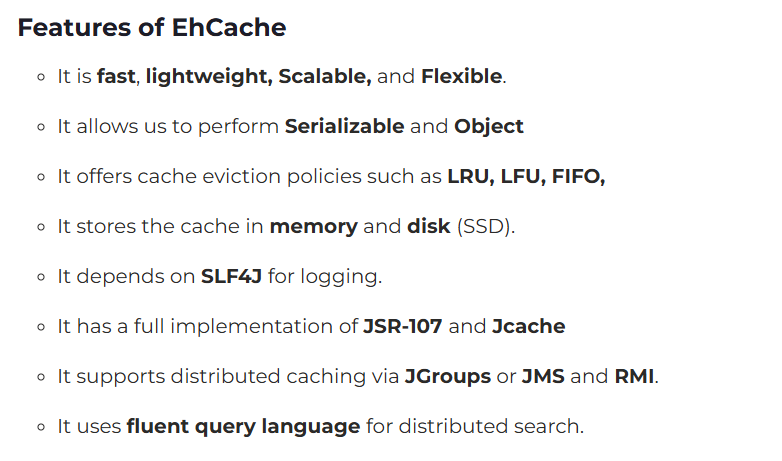 Features of EhCache
It is fast, lightweight, Scalable, and Flexible.
It allows us to perform Serializable and Object
It offers cache eviction policies such as LRU, LFU, FIFO,
It stores the cache in memory and disk (SSD).
It depends on SLF4J for logging.
It has a full implementation of JSR-107 and Jcache
It supports distributed caching via JGroups or JMS and RMI.
It uses fluent query language for distributed search.